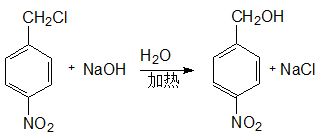 CH₂Cl
NO₂
+ NaOH
H₂O
加热
CH₂OH
NO₂
+ NaCl